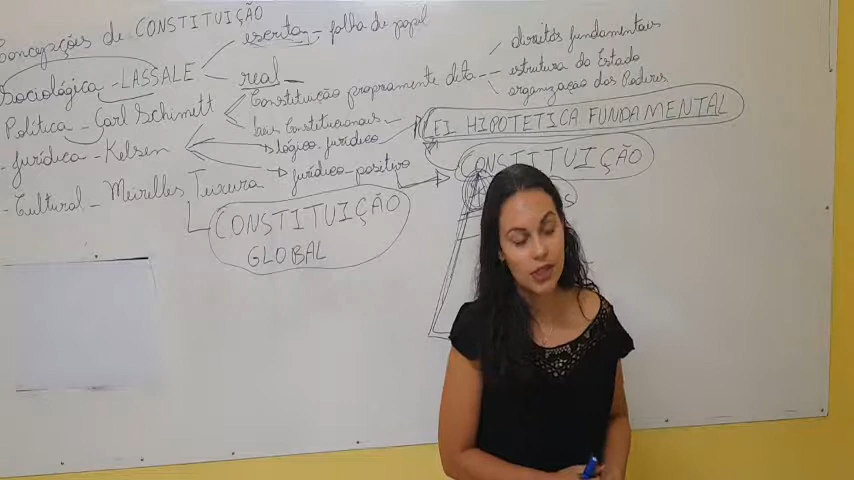 Concepções de CONSTITUIÇÃO
Sociológica - LASSALE
escrita → folha de papel
real
Política - Carl Schimett
Constituição propriamente dita
direitos fundamentais
estrutura do Estado
organização dos Poderes
leis Constitucionais
Jurídica - Kelsen
lógico-jurídico
LEI HIPOTETICA FUNDAMENTAL
jurídico-positivo
CONSTITUIÇÃO
Cultural - Meirelles Teixeira
CONSTITUIÇÃO
GLOBAL